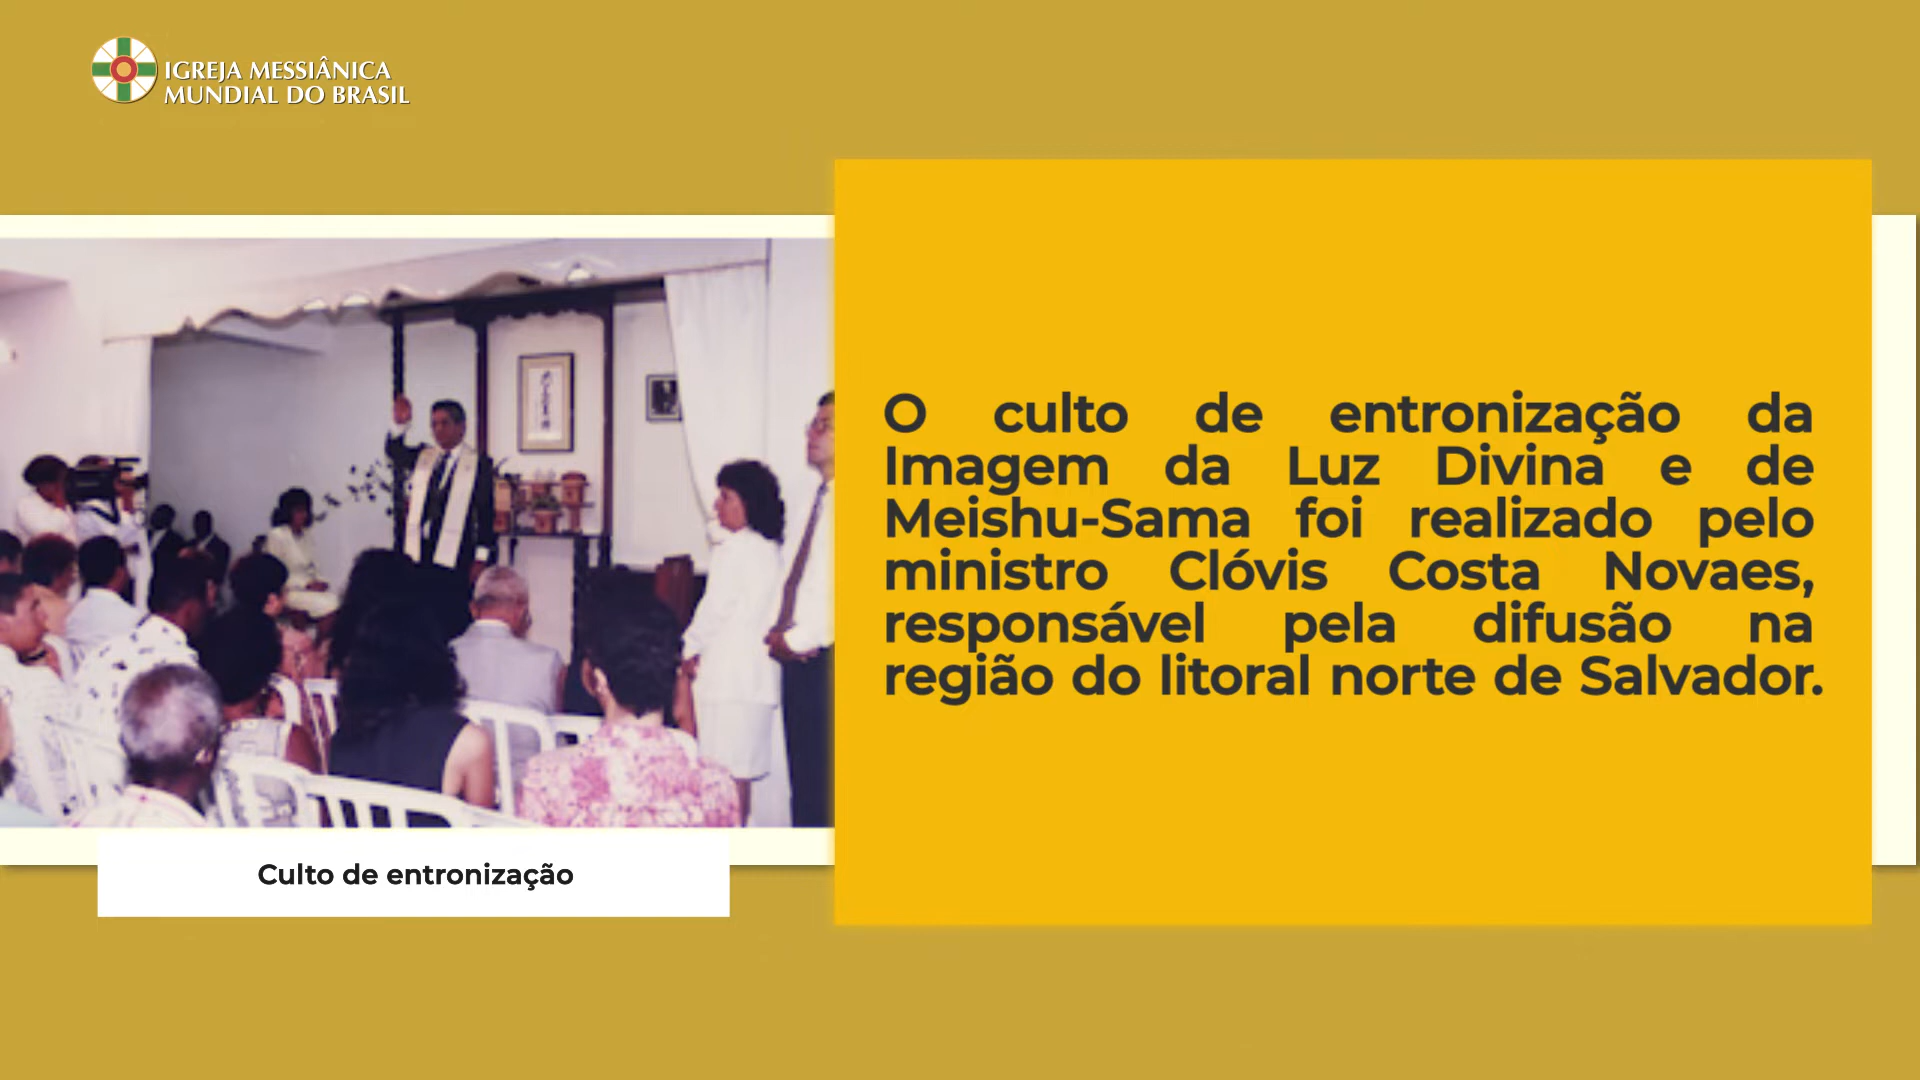 IGREJA MESSIÂNICA
MUNDIAL DO BRASIL
O culto de entronização da
Imagem da Luz Divina e de
Meishu-Sama foi realizado pelo
ministro Clóvis Costa Novaes,
responsável pela difusão na
região do litoral norte de Salvador.
Culto de entronização